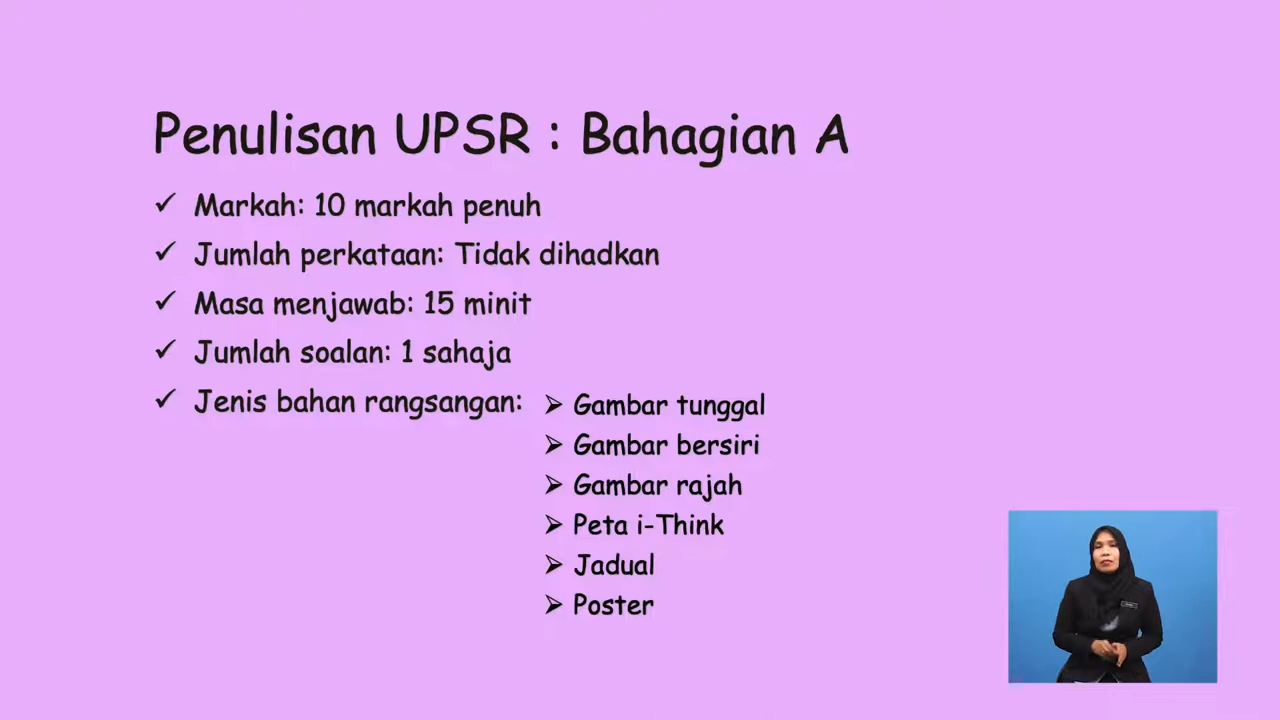 Penulisan UPSR : Bahagian A
✓ Markah: 10 markah penuh
✓ Jumlah perkataan: Tidak dihadkan
✓ Masa menjawab: 15 minit
✓ Jumlah soalan: 1 sahaja
✓ Jenis bahan rangsangan:
➢ Gambar tunggal
➢ Gambar bersiri
➢ Gambar rajah
➢ Peta i-Think
➢ Jadual
➢ Poster